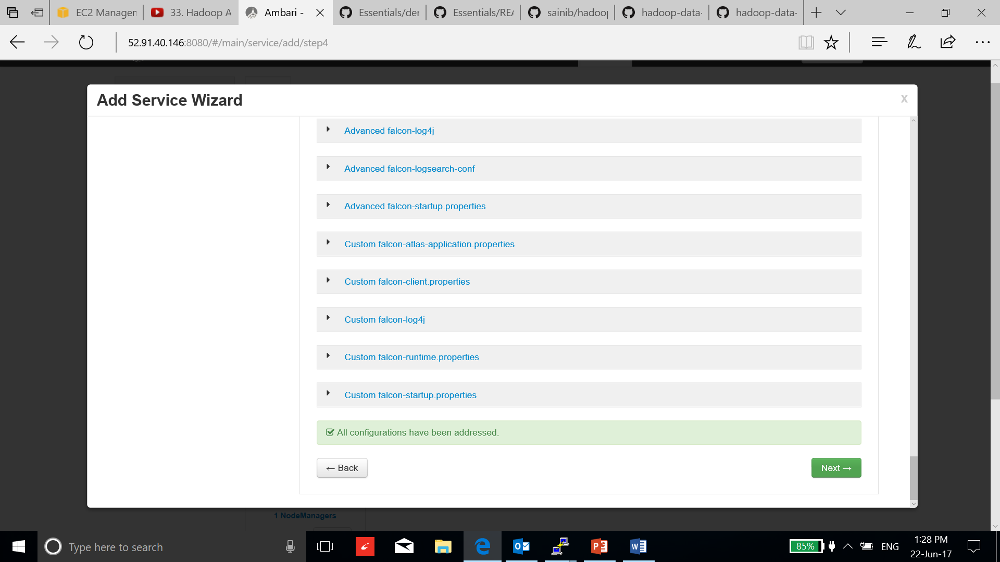 EC2 Managen
33. Hadoop A
Ambari -
Essentials/der
Essentials/REA
sainib/hadoop
hadoop-data-
hadoop-data-
52.91.40.146:8080/#/main/service/add/step4
Add Service Wizard
x
Advanced falcon-log4j
Advanced falcon-logsearch-conf
Advanced falcon-startup.properties
Custom falcon-atlas-application.properties
Custom falcon-client.properties
Custom falcon-log4j
Custom falcon-runtime.properties
Custom falcon-startup.properties
All configurations have been addressed.
← Back
Next →
1 NodeManagers
Type here to search
85%
ENG
1:28 PM
22-Jun-17